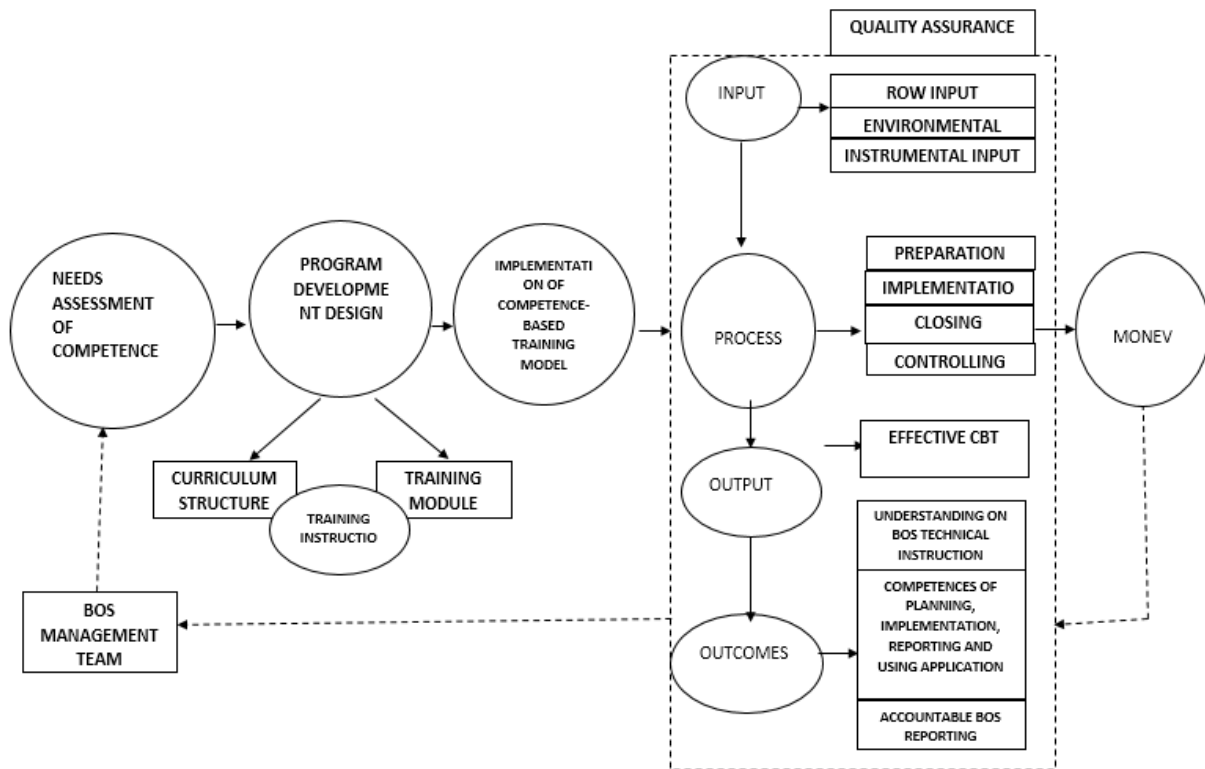 QUALITY ASSURANCE
INPUT
ROW INPUT
ENVIRONMENTAL
INSTRUMENTAL INPUT
NEEDS
ASSESSMENT
OF
COMPETENCE
PROGRAM
DEVELOPME
NT DESIGN
IMPLEMENTATI
ON OF
COMPETENCE-
BASED
TRAINING
MODEL
PROCESS
PREPARATION
IMPLEMENTATIO
CLOSING
CONTROLLING
MONEV
CURRICULUM
STRUCTURE
TRAINING
MODULE
TRAINING
INSTRUCTIO
OUTPUT
EFFECTIVE CBT
BOS
MANAGEMENT
TEAM
OUTCOMES
UNDERSTANDING ON
BOS TECHNICAL
INSTRUCTION
COMPETENCES OF
PLANNING,
IMPLEMENTATION,
REPORTING AND
USING APPLICATION
ACCOUNTABLE BOS
REPORTING